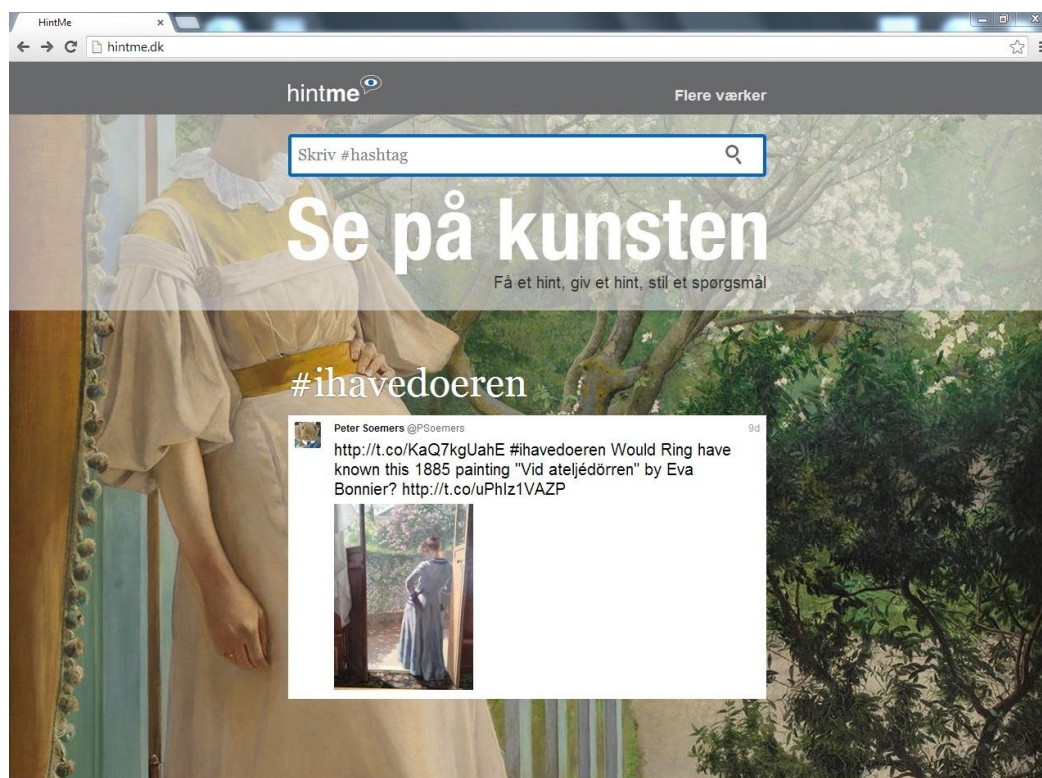 HintMe
hintme.dk
hintme
Flere værker
Skriv #hashtag
Se på kunsten
Få et hint, giv et hint, stil et spørgsmål
#ihavedoeren
Peter Soemers @PSoemers 9d
http://t.co/KaQ7kgUahE #ihavedoeren Would Ring have
known this 1885 painting "Vid ateljédörren" by Eva
Bonnier? http://t.co/uPhIz1VAZP